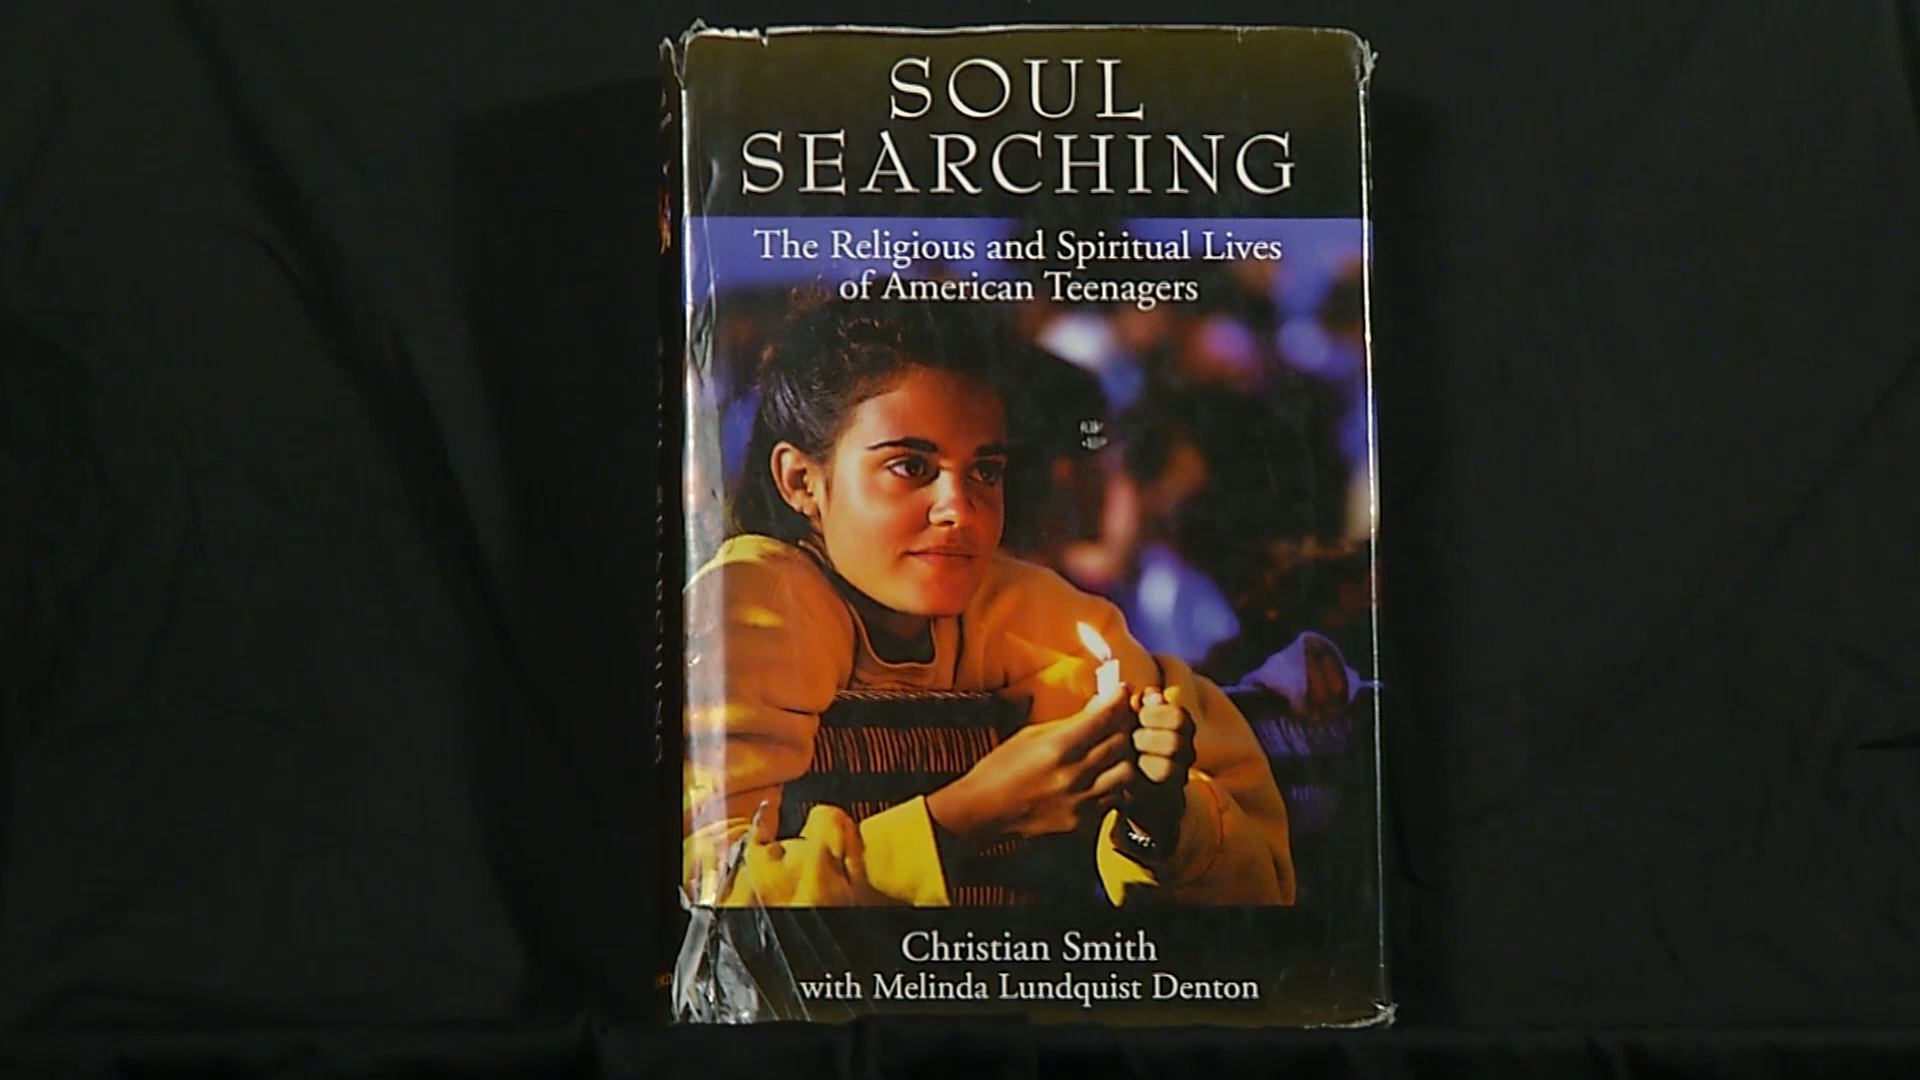 SOUL
SEARCHING
The Religious and Spiritual Lives
of American Teenagers
Christian Smith
with Melinda Lundquist Denton